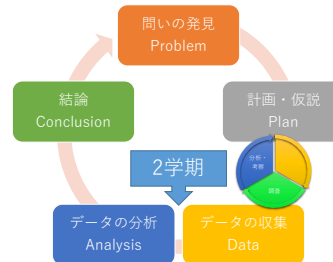 問いの発見
Problem
結論
Conclusion
計画・仮説
Plan
2学期
分析・
考察
調査
データの分析
Analysis
データの収集
Data